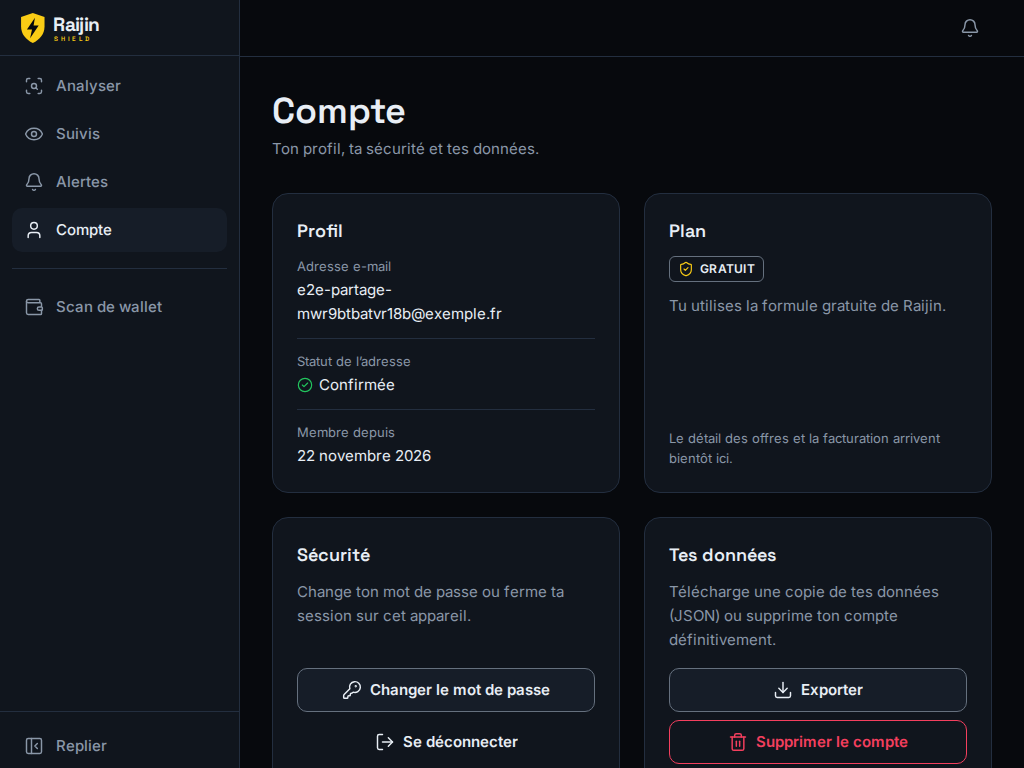 Raijin
SHIELD
Analyser
Suivis
Alertes
Compte
Scan de wallet
Replier
Compte
Ton profil, ta sécurité et tes données.
Profil
Adresse e-mail
e2e-partage-
mwr9btbatvr18b@exemple.fr
Statut de l'adresse
Confirmée
Membre depuis
22 novembre 2026
Plan
GRATUIT
Tu utilises la formule gratuite de Raijin.
Le détail des offres et la facturation arrivent
bientôt ici.
Sécurité
Change ton mot de passe ou ferme ta
session sur cet appareil.
Changer le mot de passe
Se déconnecter
Tes données
Télécharge une copie de tes données
(JSON) ou supprime ton compte
définitivement.
Exporter
Supprimer le compte